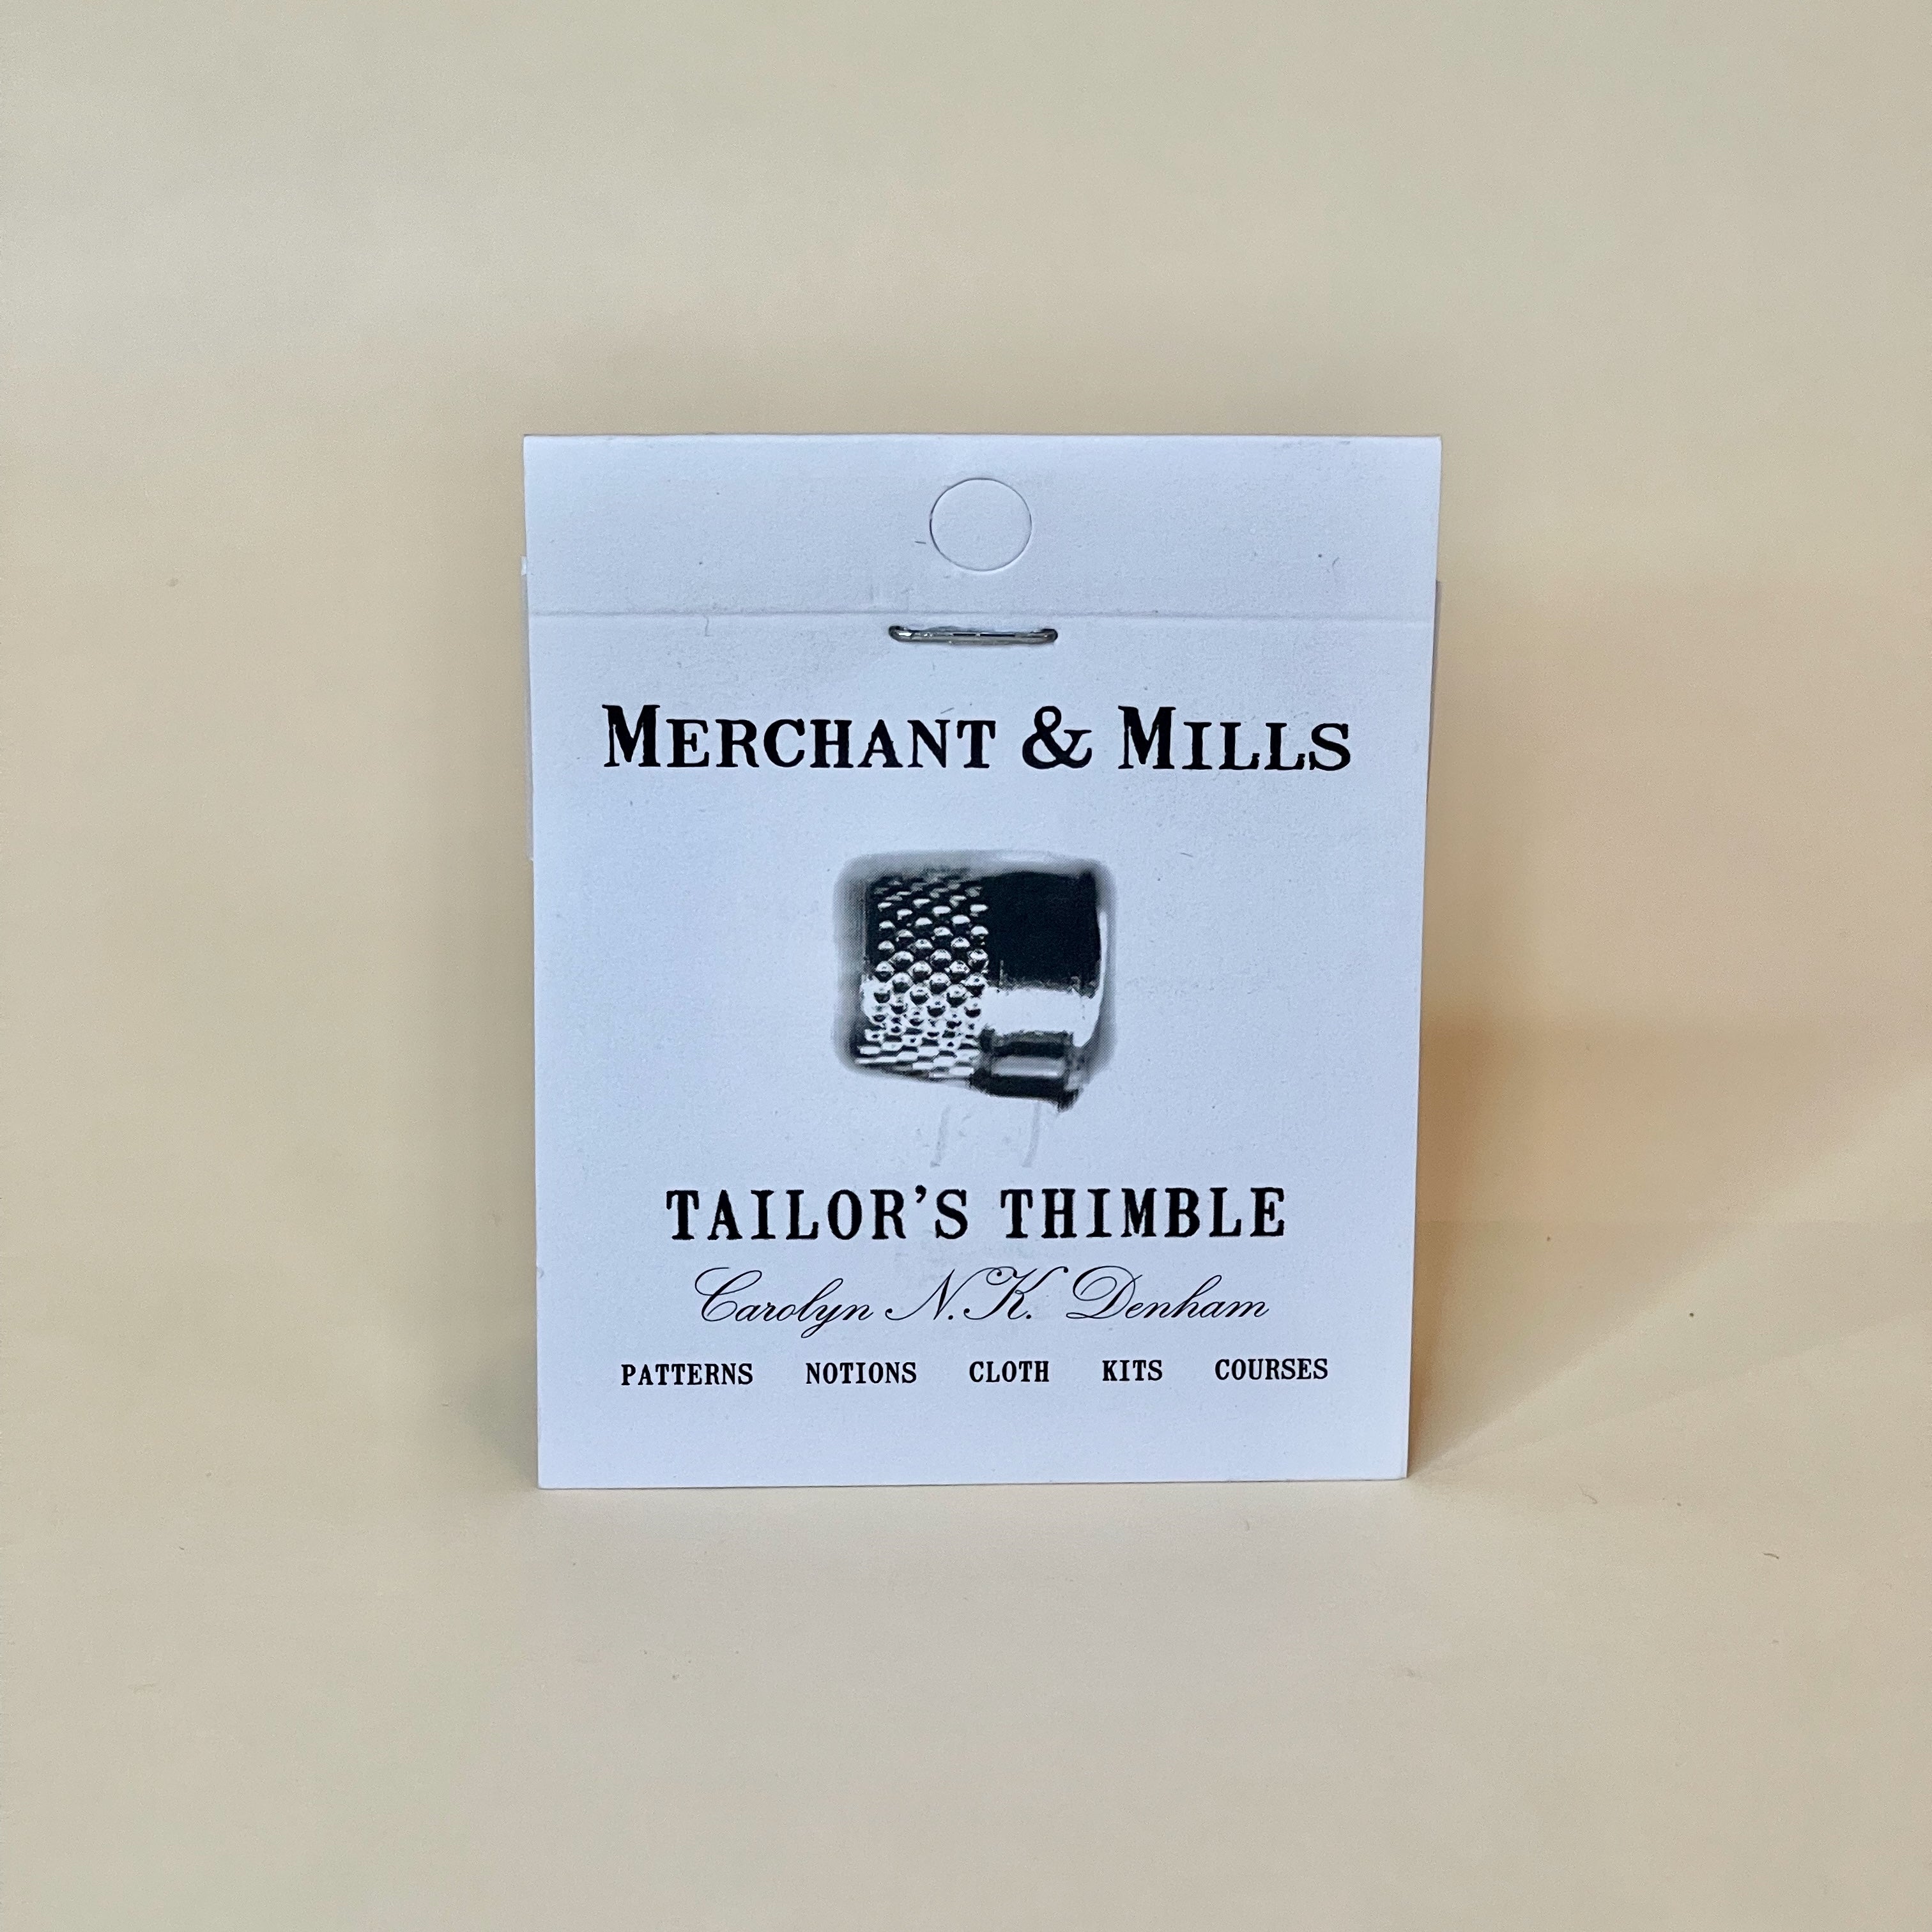 MERCHANT & MILLS
TAILOR'S THIMBLE
Carolyn N.K. Denham
PATTERNS NOTIONS CLOTH KITS COURSES